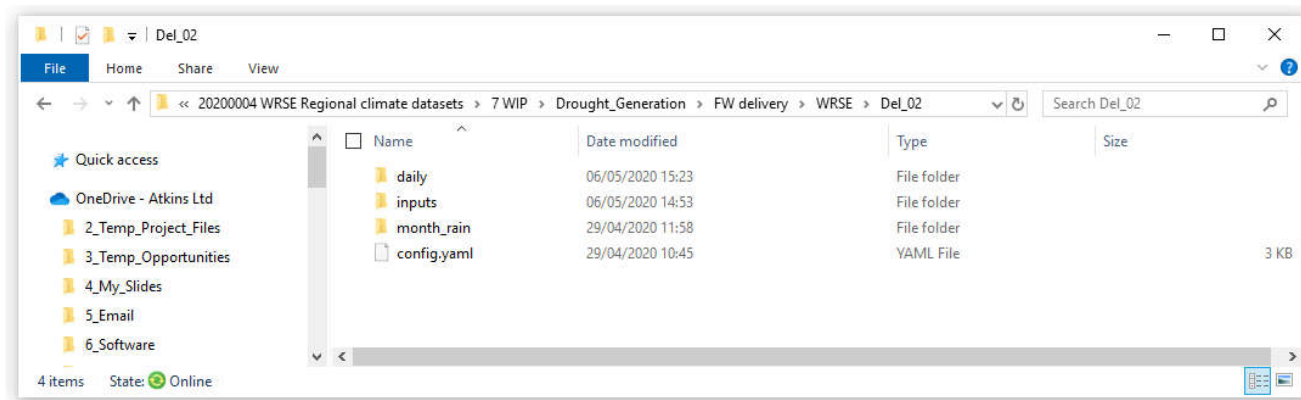 Del_02
File Home Share View
« 20200004 WRSE Regional climate datasets > 7 WIP > Drought_Generation > FW delivery > WRSE > Del_02 Search Del_02
Name Date modified Type Size
Quick access
OneDrive - Atkins Ltd
2_Temp_Project_Files
3_Temp_Opportunities
4_My_Slides
5_Email
6_Software
daily 06/05/2020 15:23 File folder
inputs 06/05/2020 14:53 File folder
month_rain 29/04/2020 11:58 File folder
config.yaml 29/04/2020 10:45 YAML File 3 KB
4 items State: Online